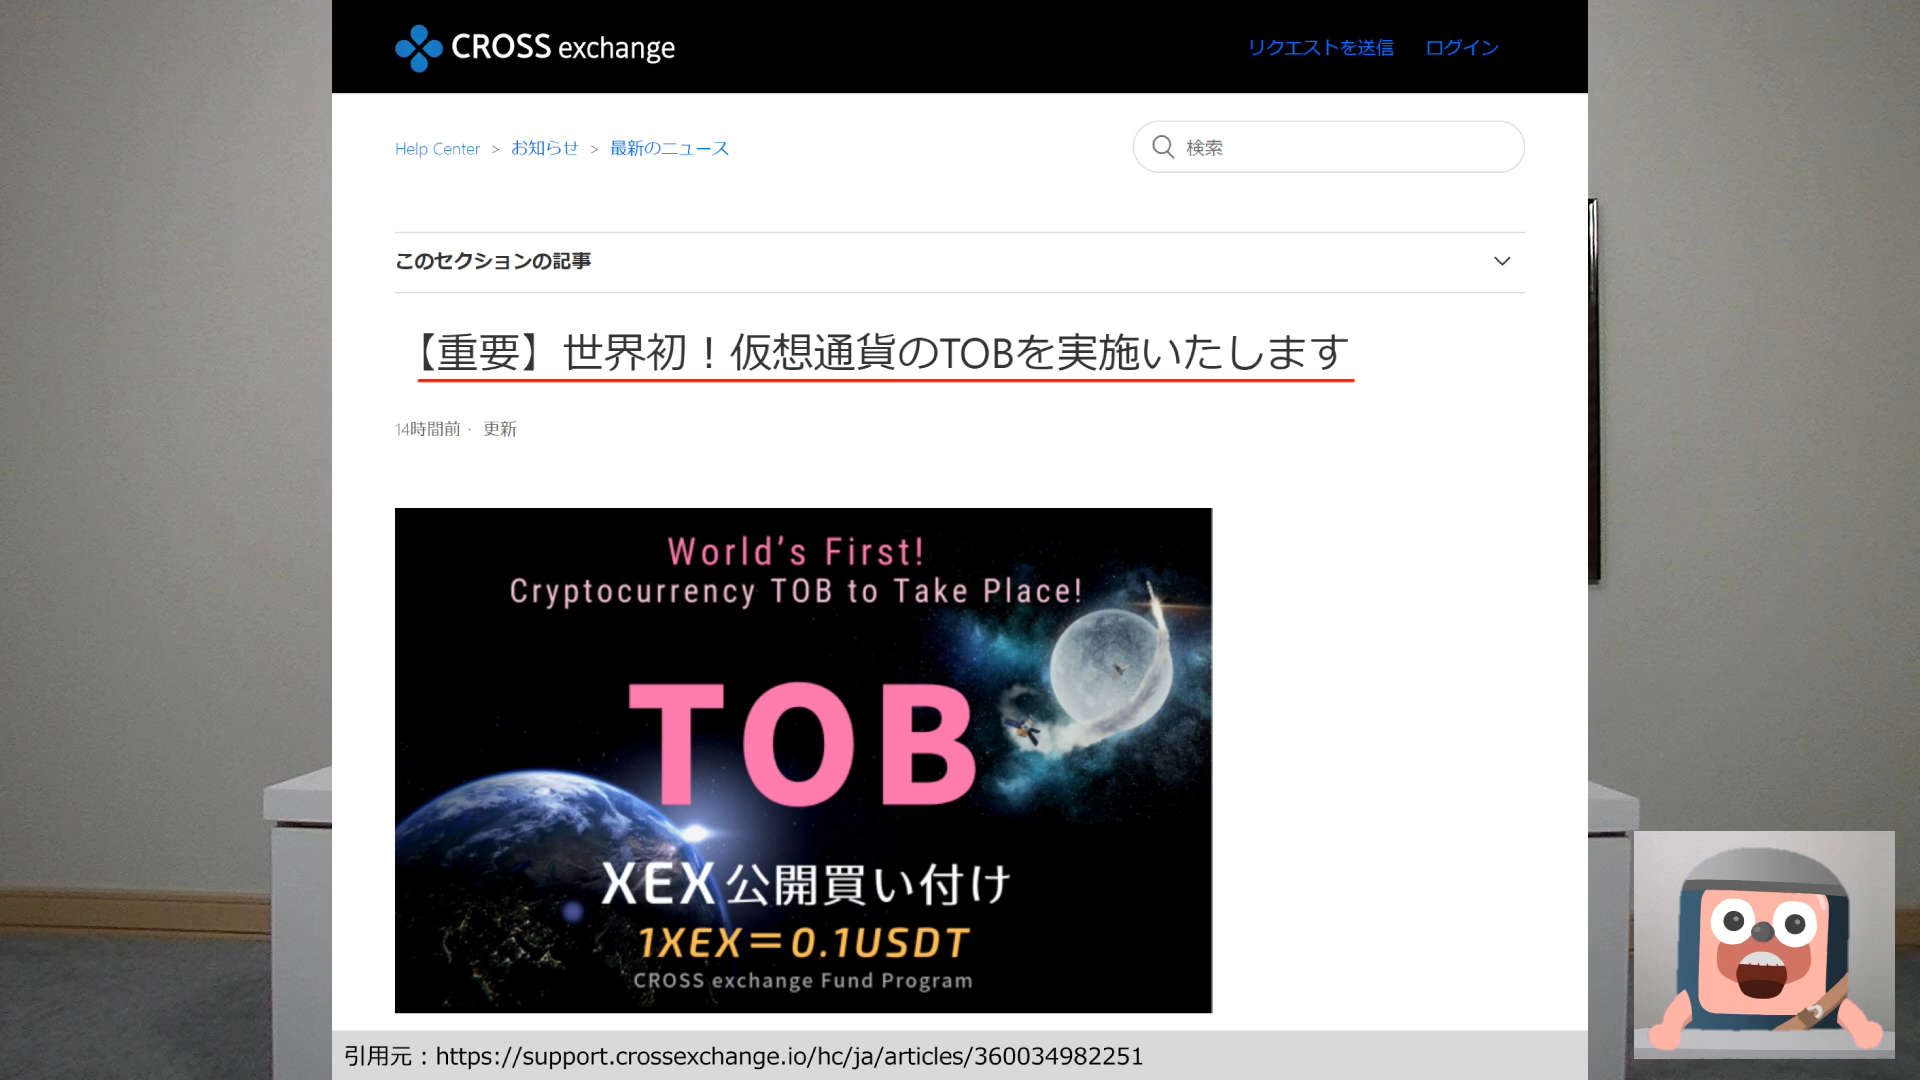 CROSS exchange
リクエストを送信 ログイン
Help Center > お知らせ > 最新のニュース
検索
このセクションの記事
【重要】世界初！仮想通貨のTOBを実施いたします
14時間前 · 更新
World's First!
Cryptocurrency TOB to Take Place!
TOB
XEX公開買い付け
1XEX＝0.1USDT
CROSS exchange Fund Program
引用元：https://support.crossexchange.io/hc/ja/articles/360034982251